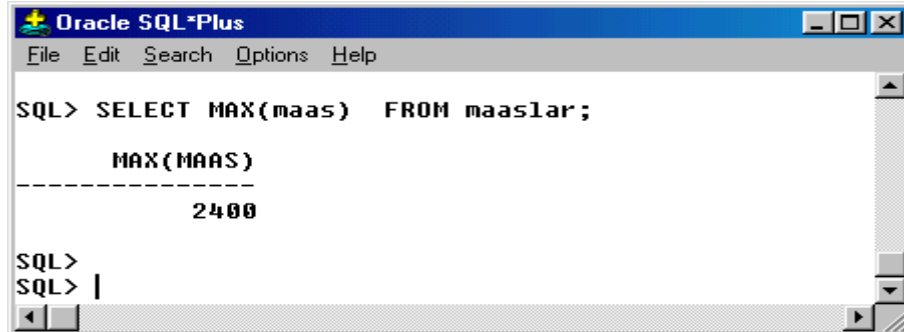 Oracle SQL*Plus
File Edit Search Options Help
SQL> SELECT MAX(maas)  FROM maaslar;
MAX(MAAS)
---------------
2400
SQL>
SQL>